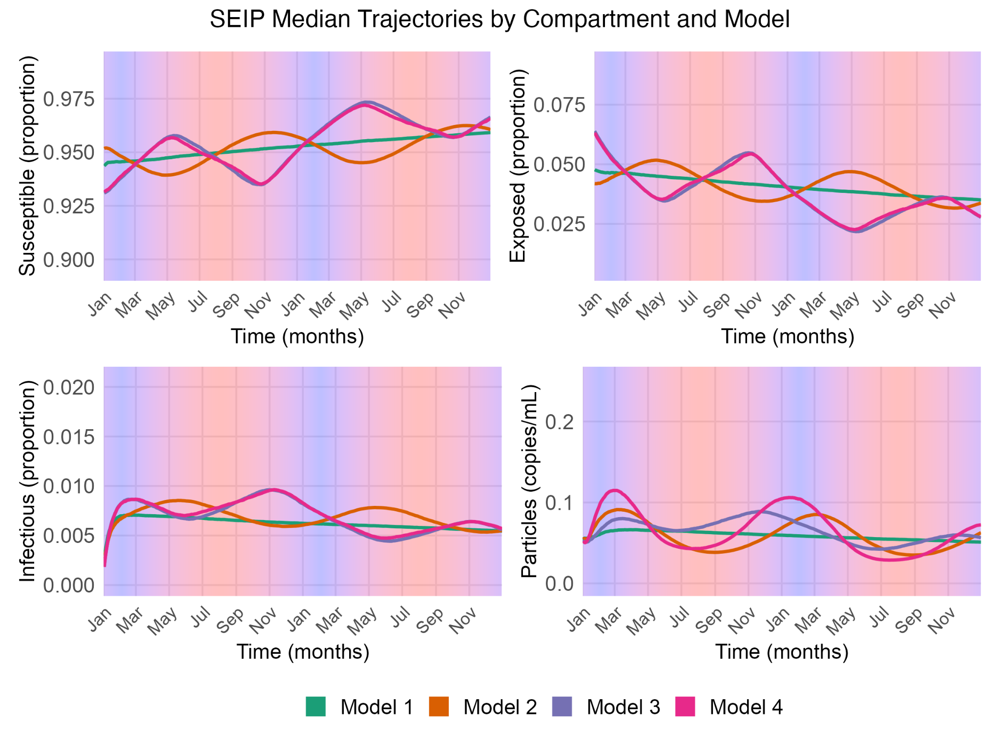 SEIP Median Trajectories by Compartment and Model
Susceptible (proportion)
0.975
0.950
0.925
0.900
Jan Mar May Jul Sep Nov Jan Mar May Jul Sep Nov
Time (months)
Exposed (proportion)
0.075
0.050
0.025
Jan Mar May Jul Sep Nov Jan Mar May Jul Sep Nov
Time (months)
Infectious (proportion)
0.020
0.015
0.010
0.005
0.000
Jan Mar May Jul Sep Nov Jan Mar May Jul Sep Nov
Time (months)
Particles (copies/mL)
0.2
0.1
0.0
Jan Mar May Jul Sep Nov Jan Mar May Jul Sep Nov
Time (months)
Model 1 Model 2 Model 3 Model 4